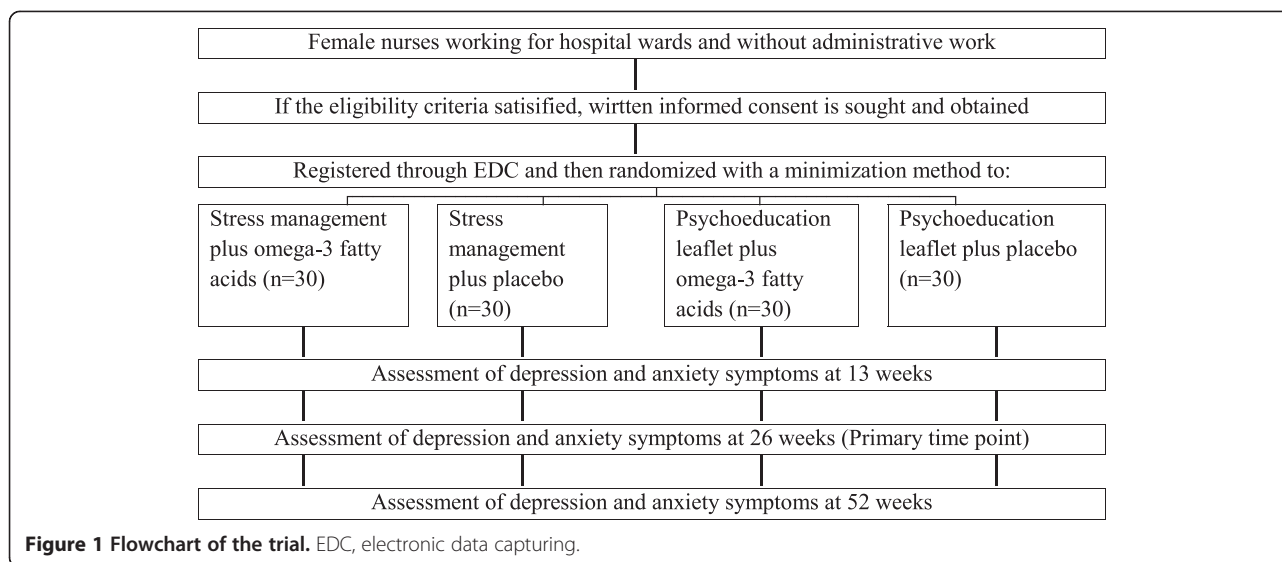 Female nurses working for hospital wards and without administrative work
If the eligibility criteria satisified, wirtten informed consent is sought and obtained
Registered through EDC and then randomized with a minimization method to:
Stress management
plus omega-3 fatty
acids (n=30)
Stress
management
plus placebo
(n=30)
Psychoeducation
leaflet plus
omega-3 fatty
acids (n=30)
Psychoeducation
leaflet plus placebo
(n=30)
Assessment of depression and anxiety symptoms at 13 weeks
Assessment of depression and anxiety symptoms at 26 weeks (Primary time point)
Assessment of depression and anxiety symptoms at 52 weeks
Figure 1 Flowchart of the trial. EDC, electronic data capturing.